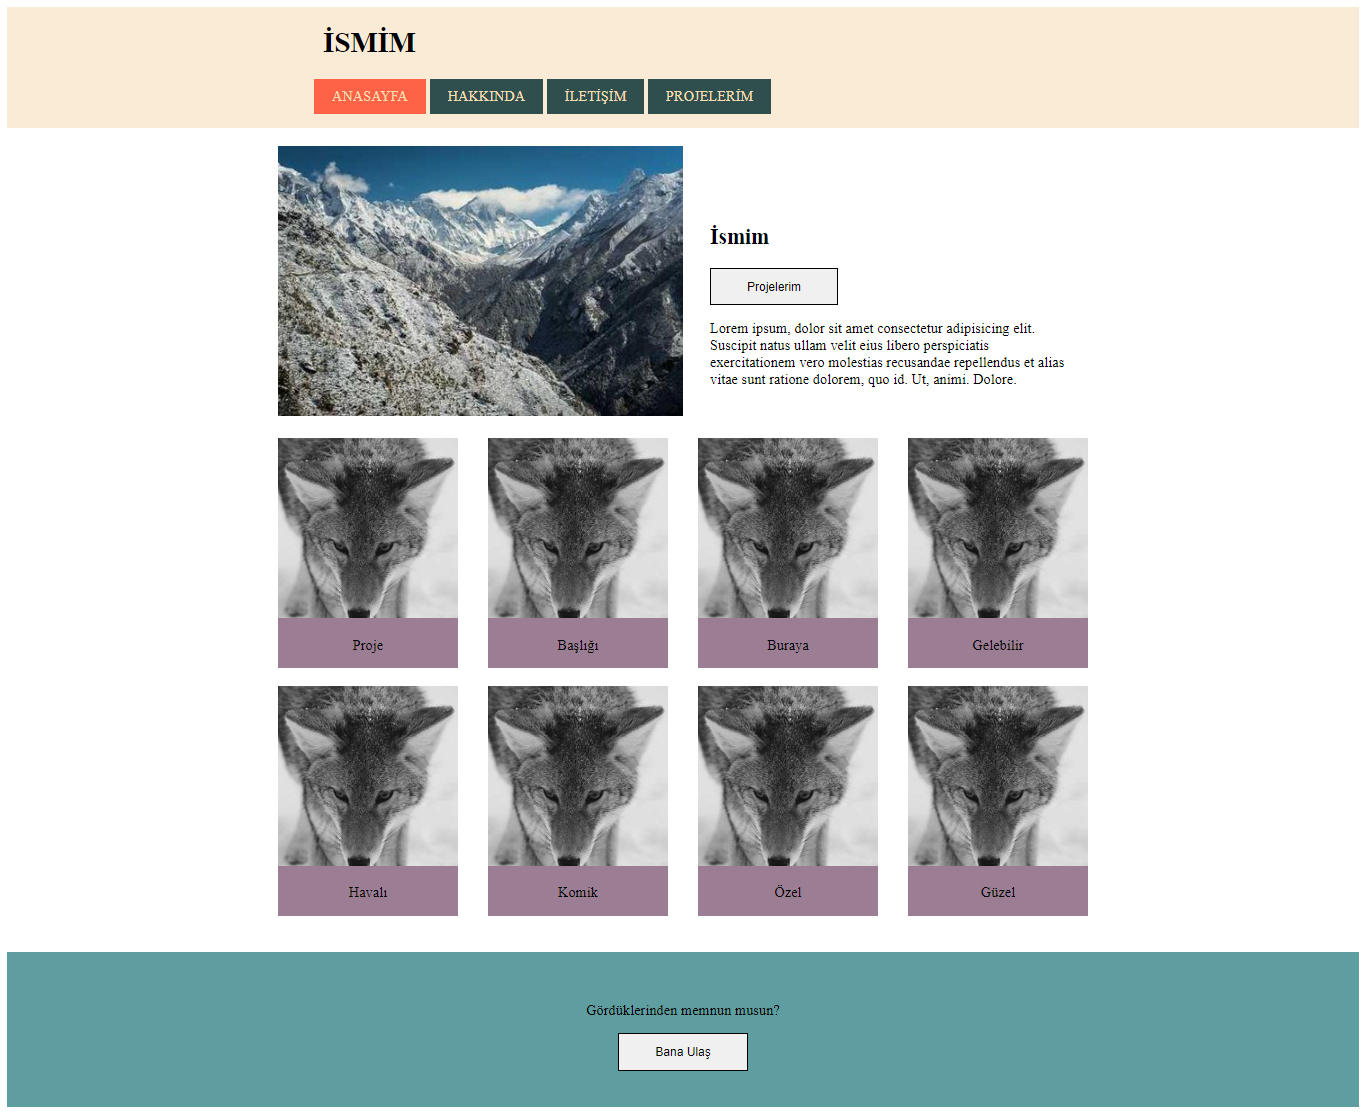 İSMİM
ANASAYFA HAKKINDA İLETİŞİM PROJELERİM
İsmim
Projelerim
Lorem ipsum, dolor sit amet consectetur adipisicing elit.
Suscipit natus ullam velit eius libero perspiciatis
exercitationem vero molestias recusandae repellendus et alias
vitae sunt ratione dolorem, quo id. Ut, animi. Dolore.
Proje Başlığı Buraya Gelebilir
Havalı Komik Özel Güzel
Gördüklerinden memnun musun?
Bana Ulaş